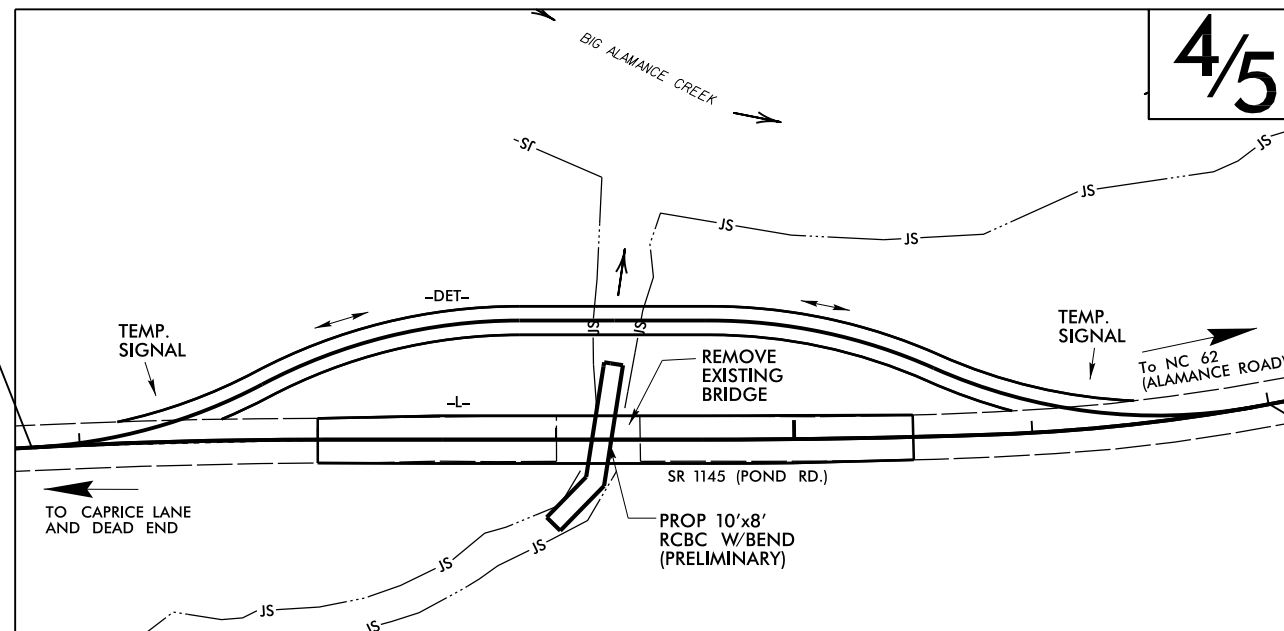 4/5
BIG ALAMANCE CREEK
-JS-
JS
JS
JS
JS
-DET-
JS
JS
TEMP.
SIGNAL
TEMP.
SIGNAL
To NC 62
(ALAMANCE ROAD)
REMOVE
EXISTING
BRIDGE
-L-
SR 1145 (POND RD.)
TO CAPRICE LANE
AND DEAD END
PROP 10'x8'
RCBC W/BEND
(PRELIMINARY)
JS
JS
JS
JS